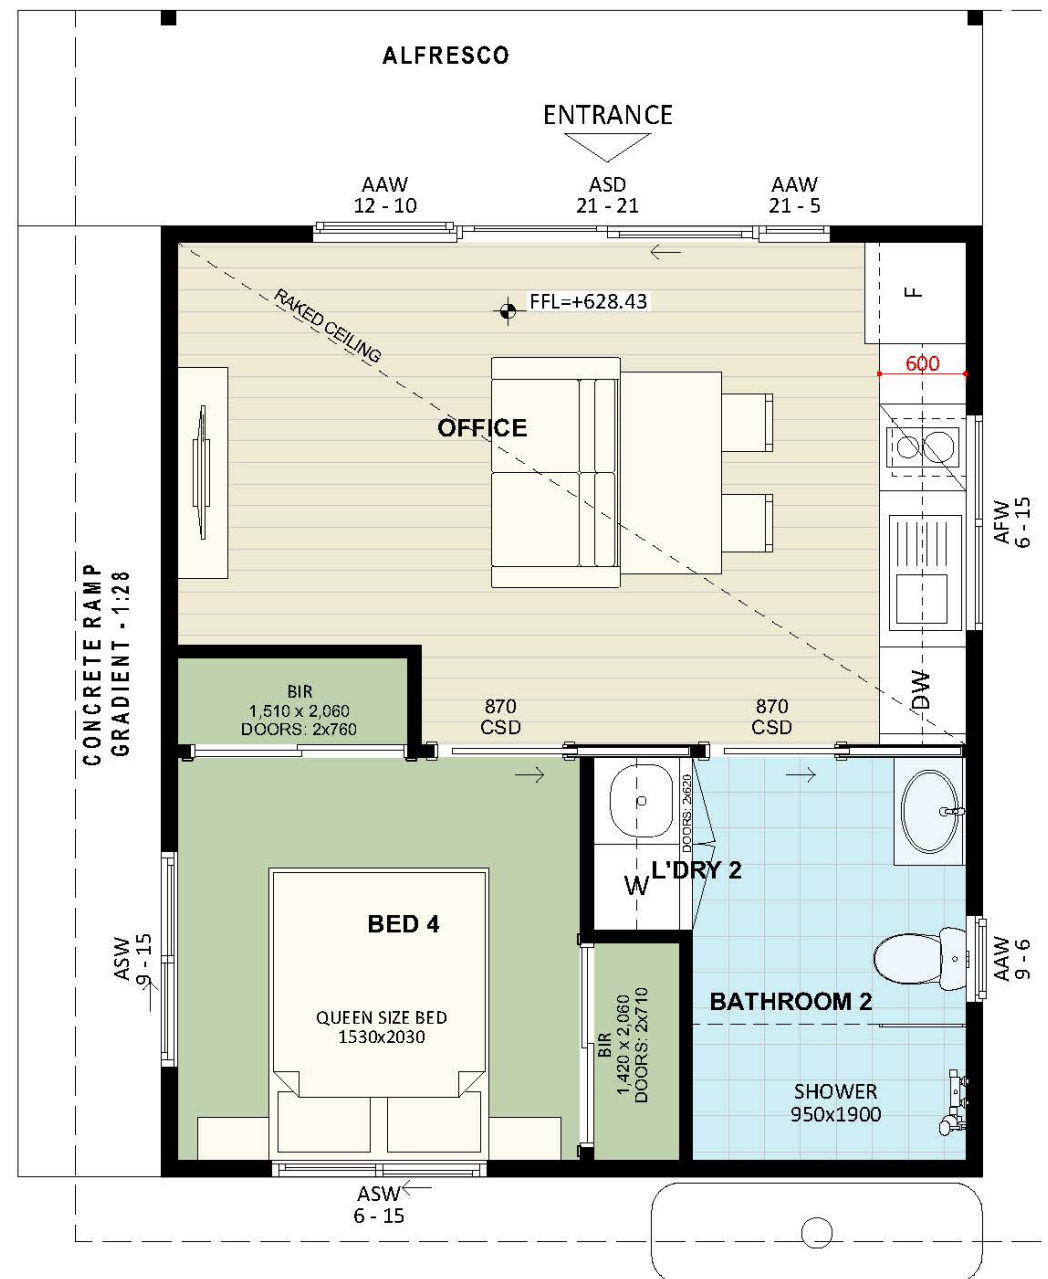 ALFRESCO
ENTRANCE
AAW
12 - 10
ASD
21 - 21
AAW
21 - 5
RAKED CEILING
FFL=+628.43
F
600
OFFICE
AFW
6 - 15
CONCRETE RAMP
GRADIENT - 1:28
BIR
1,510 x 2,060
DOORS: 2x760
870
CSD
870
CSD
DW
DOORS: 2x620
W
L'DRY 2
BED 4
ASW
9 - 15
AAW
9 - 6
QUEEN SIZE BED
1530x2030
BIR
1,420 x 2,060
DOORS: 2x710
BATHROOM 2
SHOWER
950x1900
ASW
6 - 15